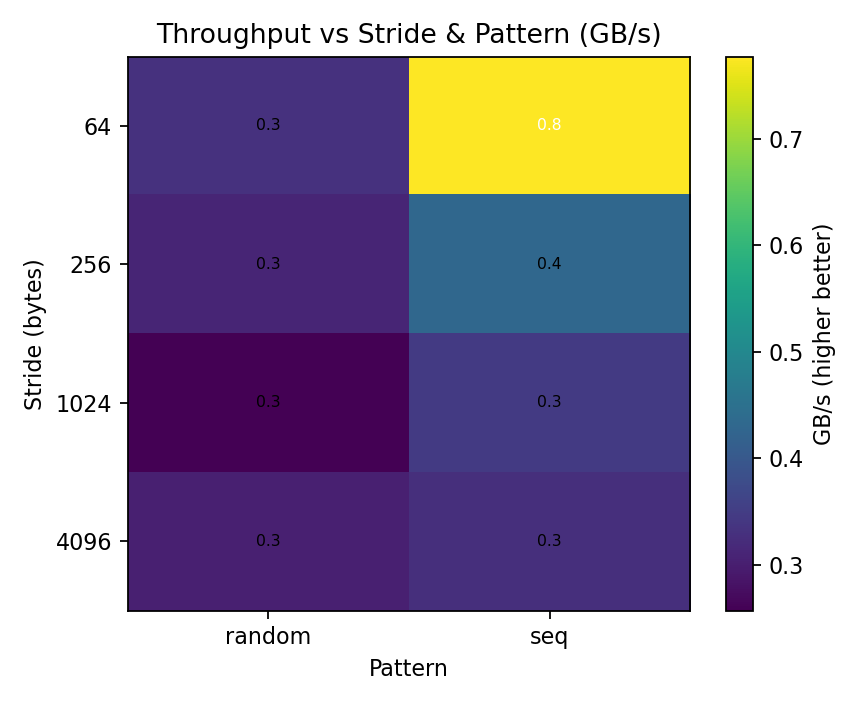 Throughput vs Stride & Pattern (GB/s)
64
0.3
0.8
256
0.3
0.4
1024
0.3
0.3
4096
0.3
0.3
random
seq
Pattern
Stride (bytes)
0.7
0.6
0.5
0.4
0.3
GB/s (higher better)